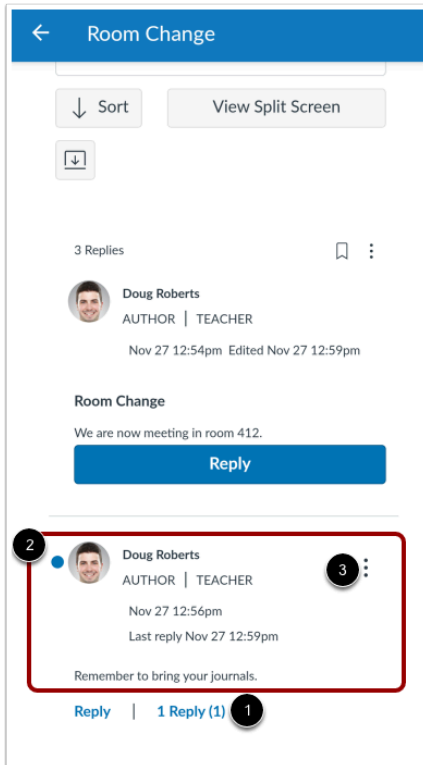 Room Change
Sort
View Split Screen
3 Replies
Doug Roberts
AUTHOR | TEACHER
Nov 27 12:54pm Edited Nov 27 12:59pm
Room Change
We are now meeting in room 412.
Reply
2
Doug Roberts
AUTHOR | TEACHER
3
Nov 27 12:56pm
Last reply Nov 27 12:59pm
Remember to bring your journals.
Reply | 1 Reply (1) 1